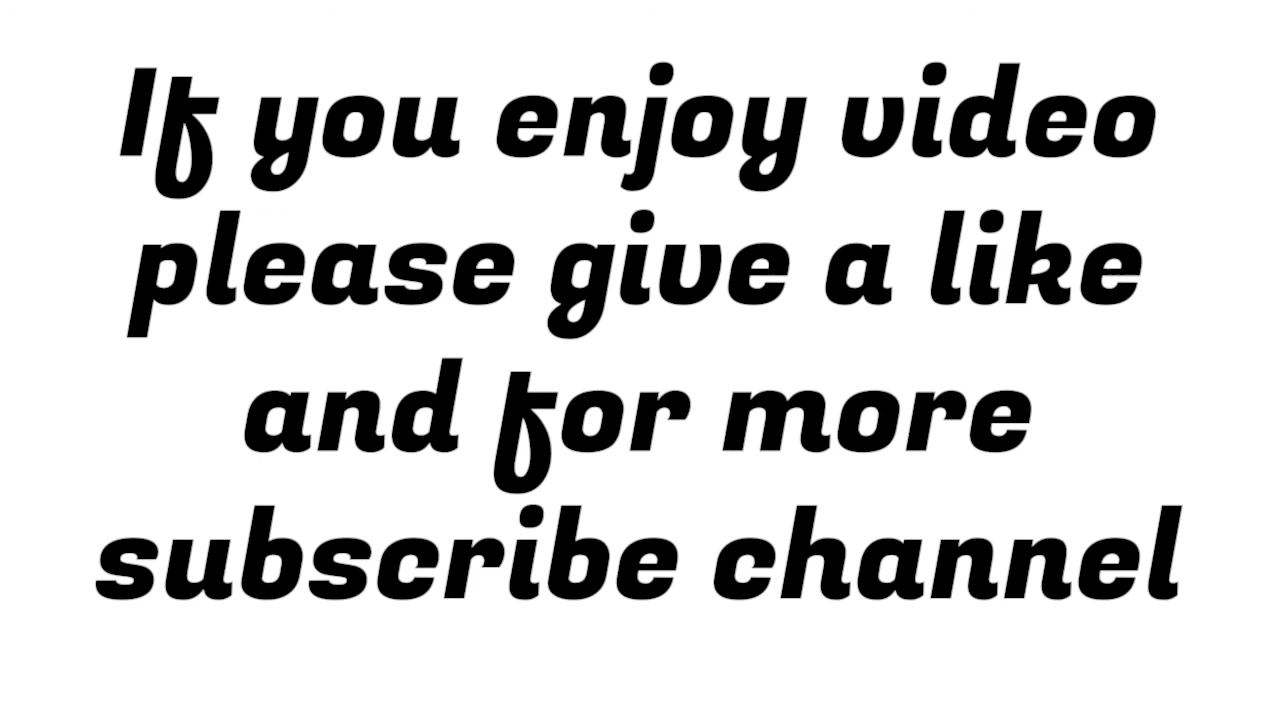 If you enjoy video
please give a like
and for more
subscribe channel